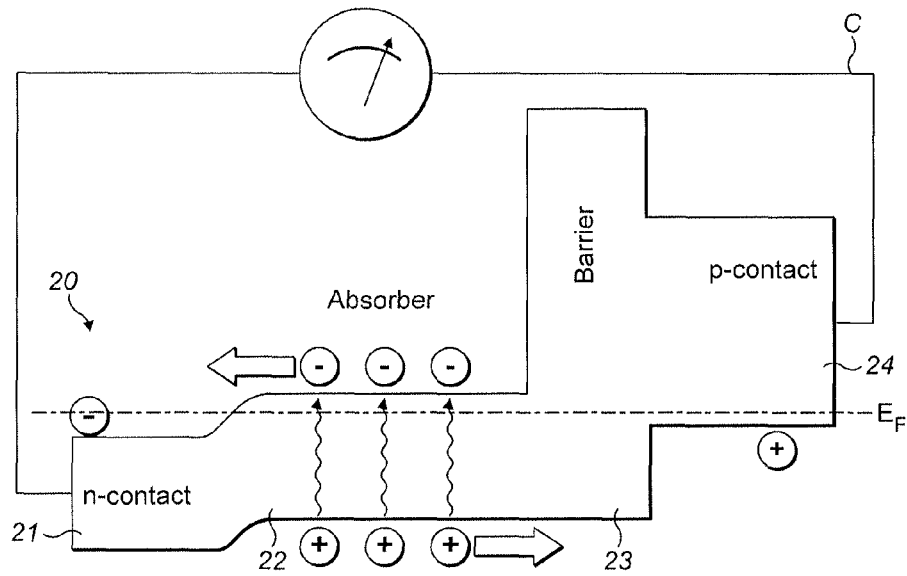 C
20
Absorber
Barrier
p-contact
- - -
24
-
E_F
+
n-contact
21
22
+ + +
23